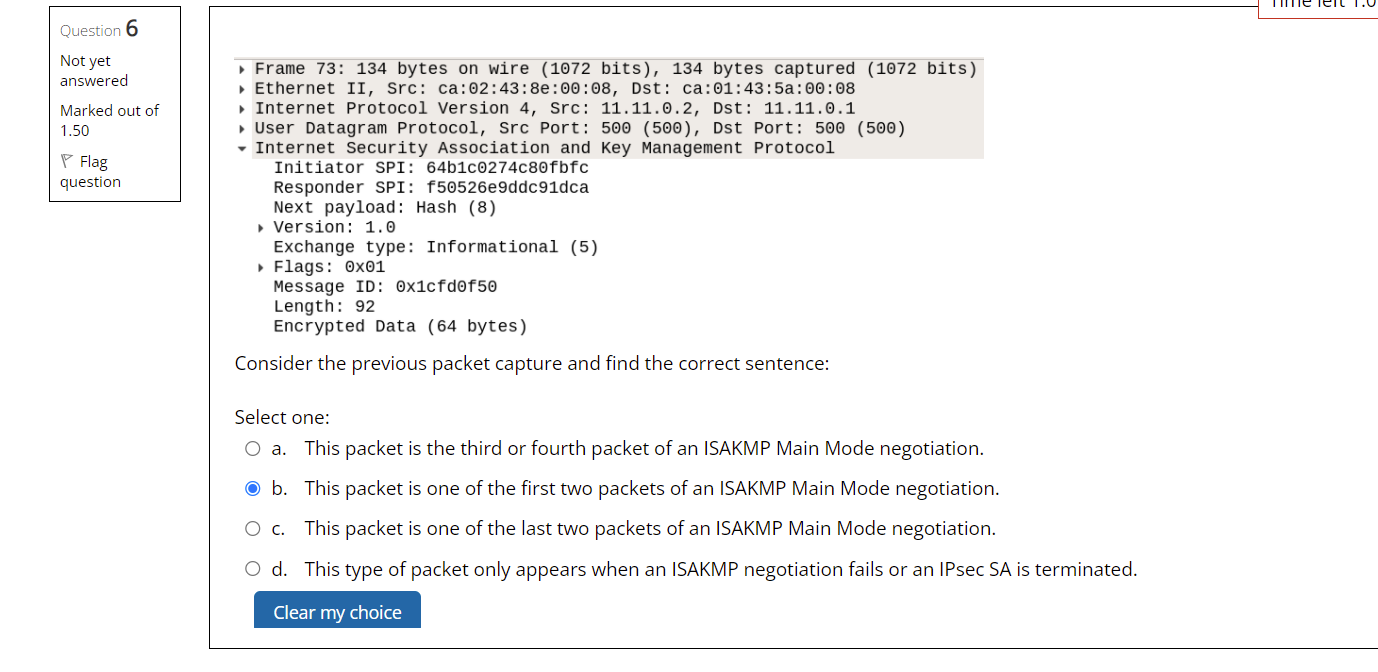 Time left 1:0
Question 6
Not yet
answered
Marked out of
1.50
Flag
question
Frame 73: 134 bytes on wire (1072 bits), 134 bytes captured (1072 bits)
Ethernet II, Src: ca:02:43:8e:00:08, Dst: ca:01:43:5a:00:08
Internet Protocol Version 4, Src: 11.11.0.2, Dst: 11.11.0.1
User Datagram Protocol, Src Port: 500 (500), Dst Port: 500 (500)
Internet Security Association and Key Management Protocol
Initiator SPI: 64b1c0274c80fbfc
Responder SPI: f50526e9ddc91dca
Next payload: Hash (8)
Version: 1.0
Exchange type: Informational (5)
Flags: 0x01
Message ID: 0x1cfd0f50
Length: 92
Encrypted Data (64 bytes)
Consider the previous packet capture and find the correct sentence:
Select one:
a. This packet is the third or fourth packet of an ISAKMP Main Mode negotiation.
b. This packet is one of the first two packets of an ISAKMP Main Mode negotiation.
c. This packet is one of the last two packets of an ISAKMP Main Mode negotiation.
d. This type of packet only appears when an ISAKMP negotiation fails or an IPsec SA is terminated.
Clear my choice